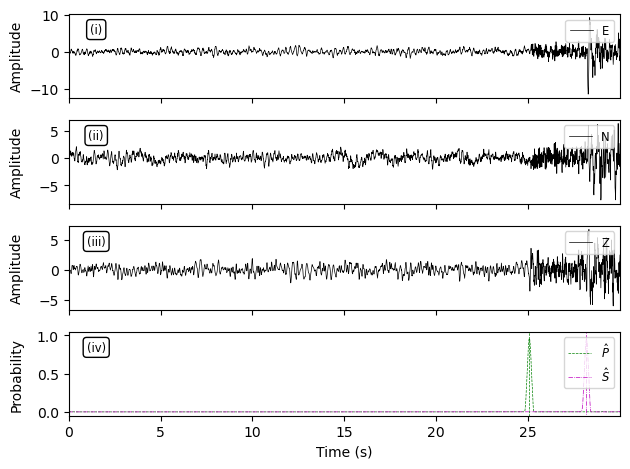 (i)
E
Amplitude
10
0
−10
(ii)
N
Amplitude
5
0
−5
(iii)
Z
Amplitude
5
0
−5
(iv)
P̂
Ŝ
Probability
1.0
0.5
0.0
0 5 10 15 20 25
Time (s)